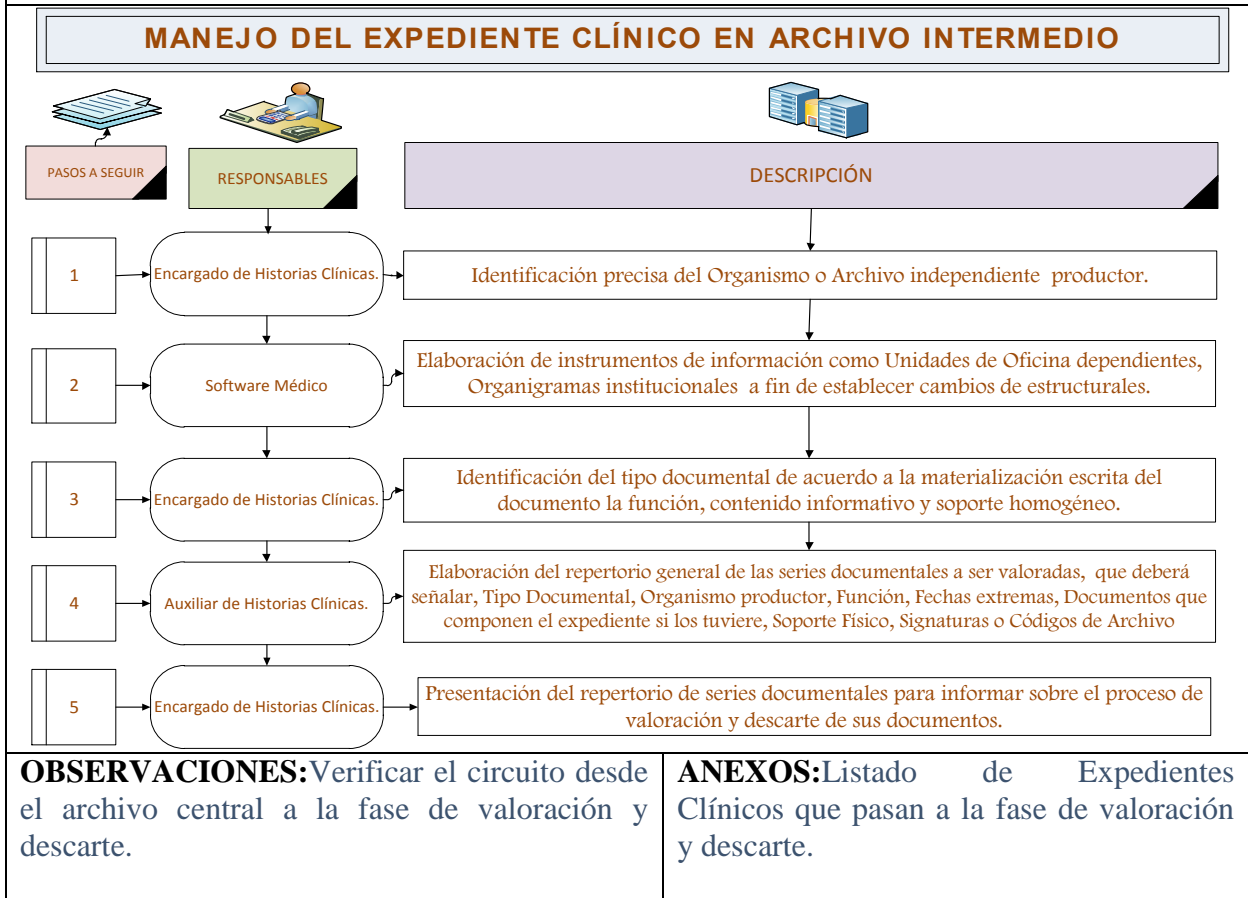 MANEJO DEL EXPEDIENTE CLÍNICO EN ARCHIVO INTERMEDIO
PASOS A SEGUIR
RESPONSABLES
DESCRIPCIÓN
1
Encargado de Historias Clínicas.
Identificación precisa del Organismo o Archivo independiente productor.
2
Software Médico
Elaboración de instrumentos de información como Unidades de Oficina dependientes,
Organigramas institucionales a fin de establecer cambios de estructurales.
3
Encargado de Historias Clínicas.
Identificación del tipo documental de acuerdo a la materialización escrita del
documento la función, contenido informativo y soporte homogéneo.
4
Auxiliar de Historias Clínicas.
Elaboración del repertorio general de las series documentales a ser valoradas, que deberá
señalar, Tipo Documental, Organismo productor, Función, Fechas extremas, Documentos que
componen el expediente si los tuviere, Soporte Físico, Signaturas o Códigos de Archivo
5
Encargado de Historias Clínicas.
Presentación del repertorio de series documentales para informar sobre el proceso de
valoración y descarte de sus documentos.
OBSERVACIONES:Verificar el circuito desde
el archivo central a la fase de valoración y
descarte.
ANEXOS:Listado de Expedientes
Clínicos que pasan a la fase de valoración
y descarte.